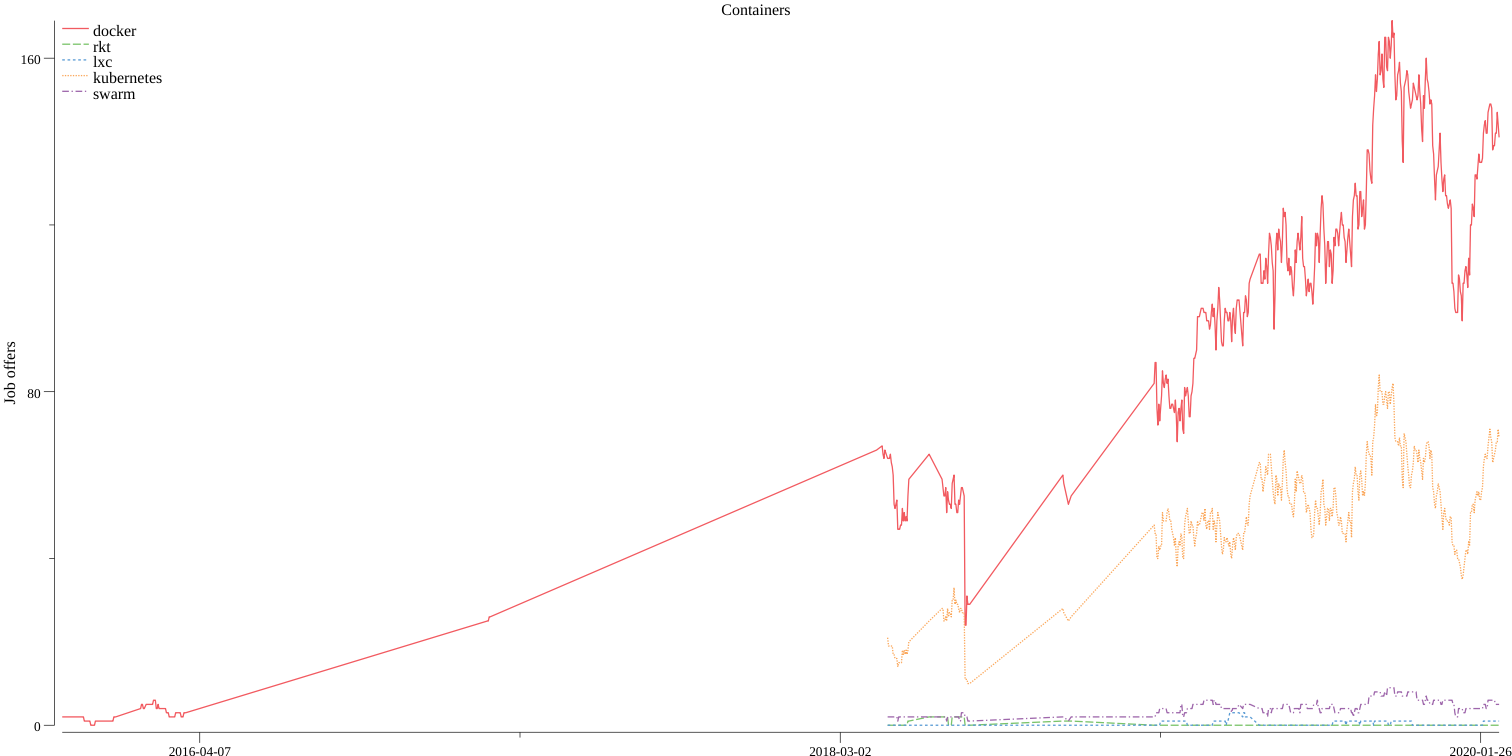 Containers
docker
rkt
lxc
kubernetes
swarm
160
80
0
Job offers
2016-04-07
2018-03-02
2020-01-26